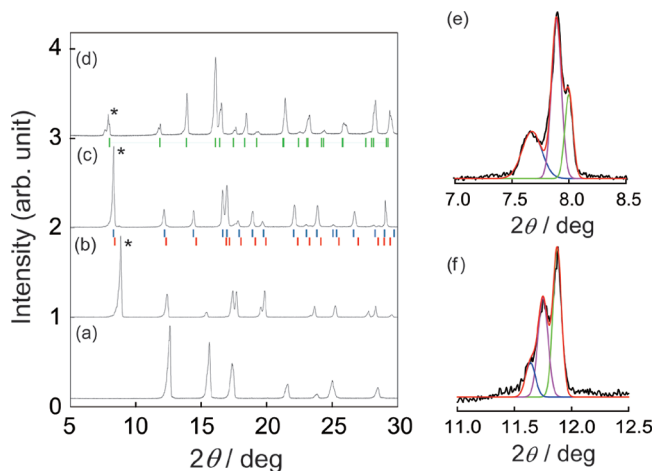 (d)
*
(c)
*
(b)
*
(a)
4
3
2
1
0
5 10 15 20 25 30
2θ / deg
Intensity (arb. unit)
(e)
7.0 7.5 8.0 8.5
2θ / deg
(f)
11.0 11.5 12.0 12.5
2θ / deg